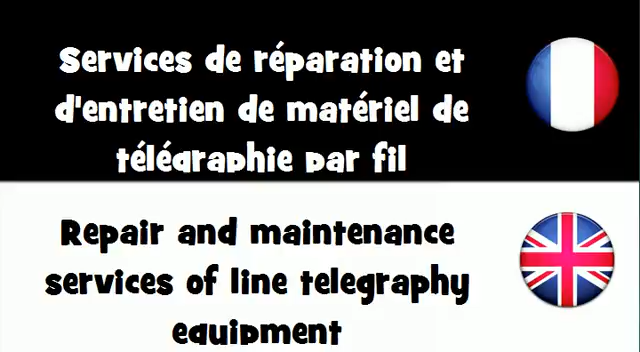 Services de réparation et
d'entretien de matériel de
télégraphie par fil
Repair and maintenance
services of line telegraphy
equipment